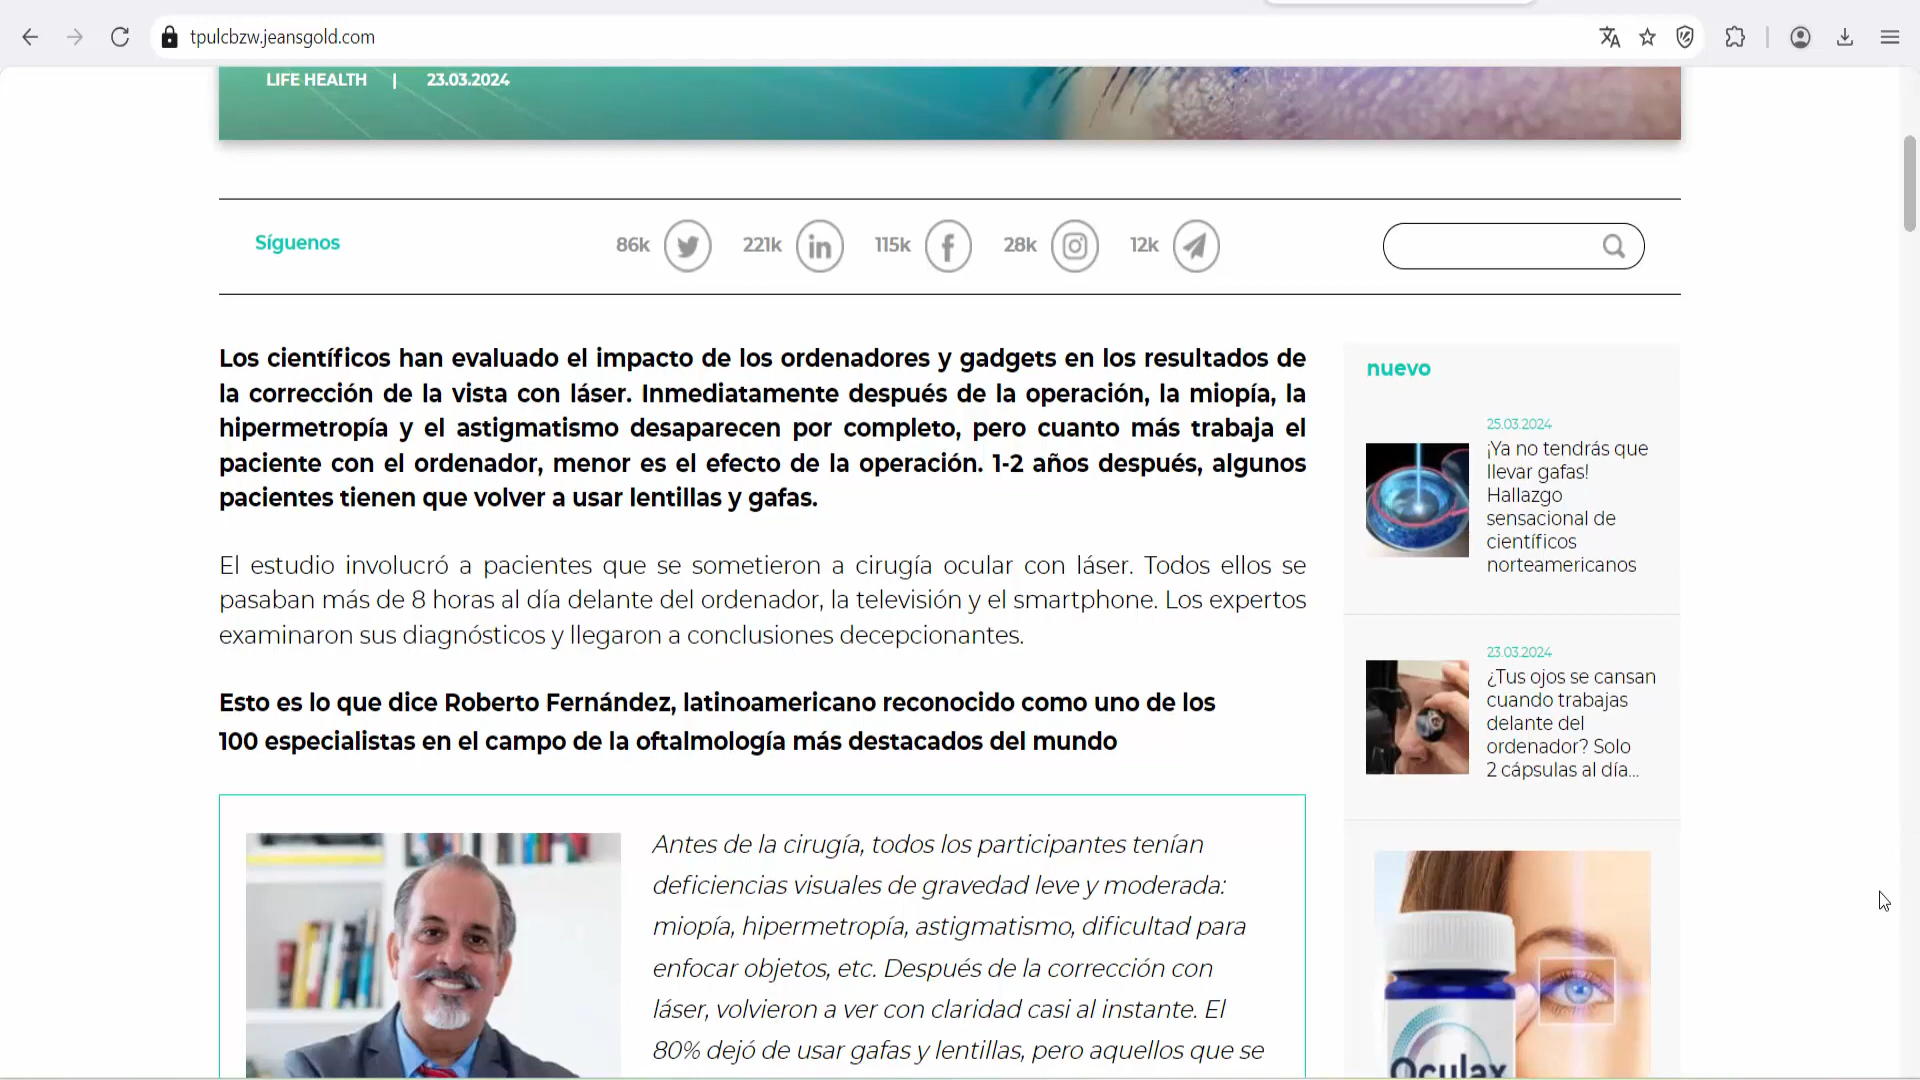 tpulcbzw.jeansgold.com
LIFE HEALTH | 23.03.2024
Síguenos
86k
221k
115k
28k
12k
Los científicos han evaluado el impacto de los ordenadores y gadgets en los resultados de
la corrección de la vista con láser. Inmediatamente después de la operación, la miopía, la
hipermetropía y el astigmatismo desaparecen por completo, pero cuanto más trabaja el
paciente con el ordenador, menor es el efecto de la operación. 1-2 años después, algunos
pacientes tienen que volver a usar lentillas y gafas.
El estudio involucró a pacientes que se sometieron a cirugía ocular con láser. Todos ellos se
pasaban más de 8 horas al día delante del ordenador, la televisión y el smartphone. Los expertos
examinaron sus diagnósticos y llegaron a conclusiones decepcionantes.
Esto es lo que dice Roberto Fernández, latinoamericano reconocido como uno de los
100 especialistas en el campo de la oftalmología más destacados del mundo
Antes de la cirugía, todos los participantes tenían
deficiencias visuales de gravedad leve y moderada:
miopía, hipermetropía, astigmatismo, dificultad para
enfocar objetos, etc. Después de la corrección con
láser, volvieron a ver con claridad casi al instante. El
80% dejó de usar gafas y lentillas, pero aquellos que se
nuevo
25.03.2024
¡Ya no tendrás que
llevar gafas!
Hallazgo
sensacional de
científicos
norteamericanos
23.03.2024
¿Tus ojos se cansan
cuando trabajas
delante del
ordenador? Solo
2 cápsulas al día...
Oculax